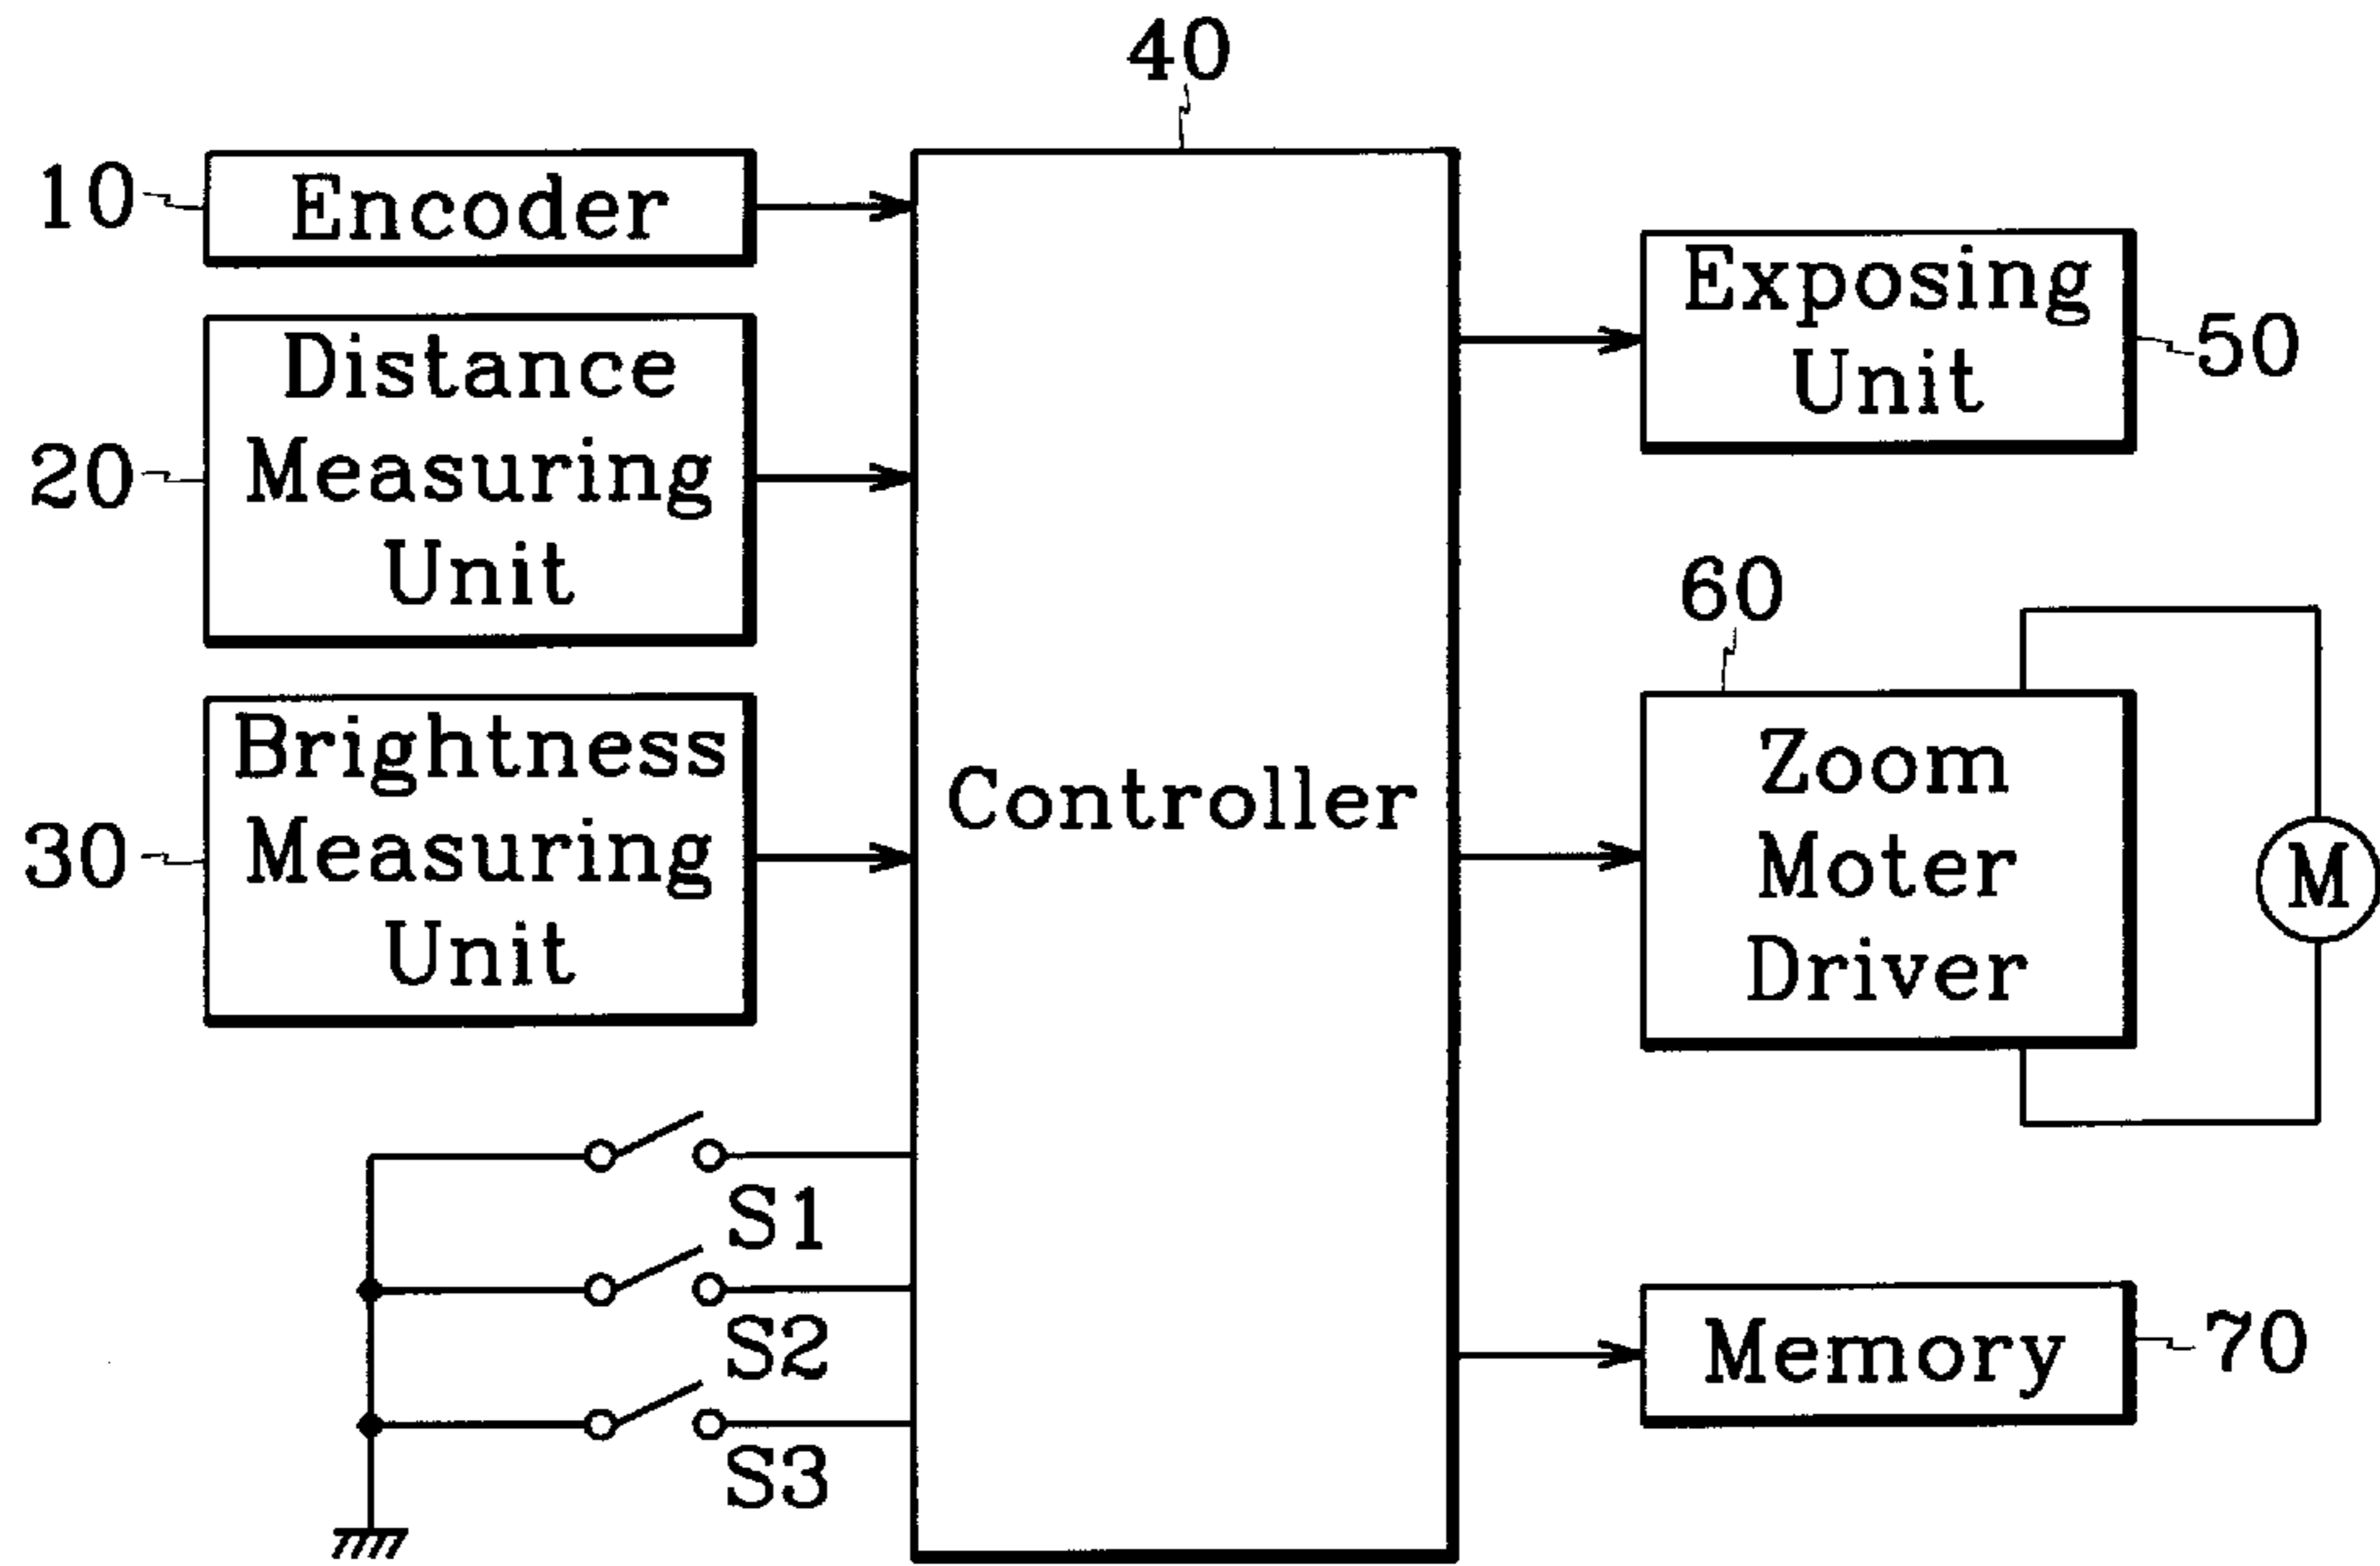 40
10
Encoder
20
Distance
Measuring
Unit
30
Brightness
Measuring
Unit
S1
S2
S3
Controller
Exposing
Unit
50
60
Zoom
Moter
Driver
M
Memory
70